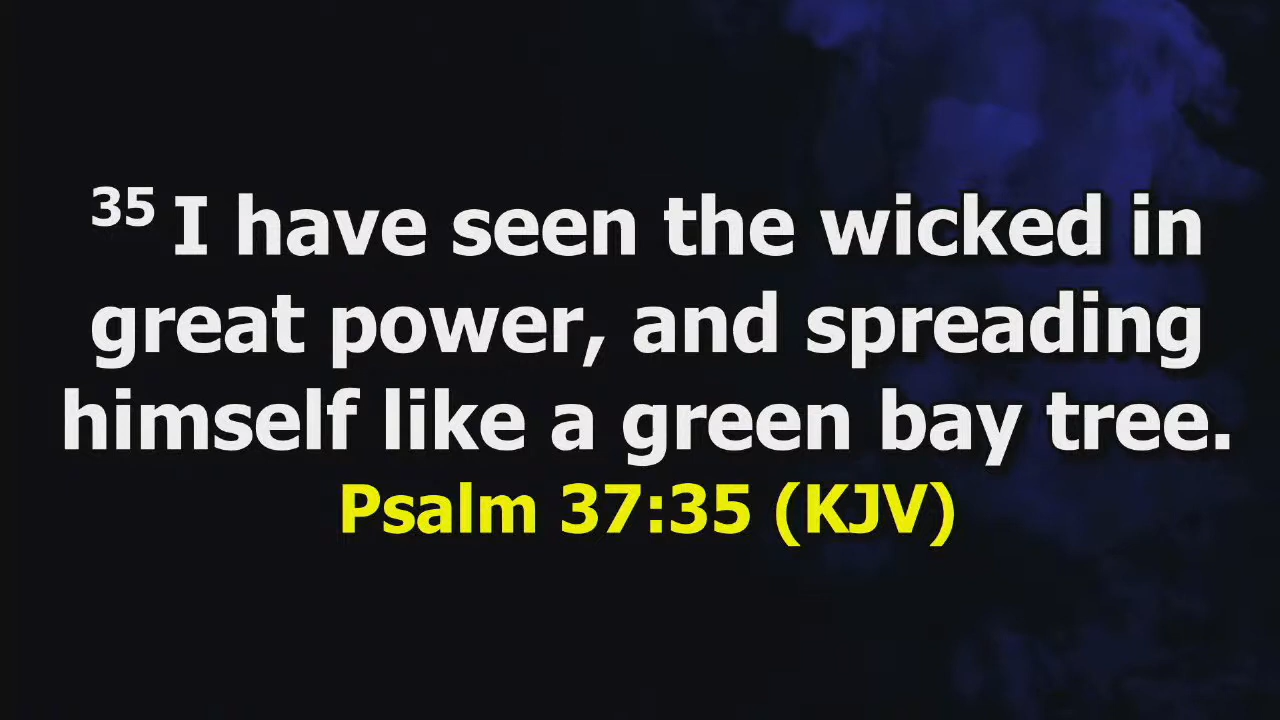 35 I have seen the wicked in
great power, and spreading
himself like a green bay tree.
Psalm 37:35 (KJV)